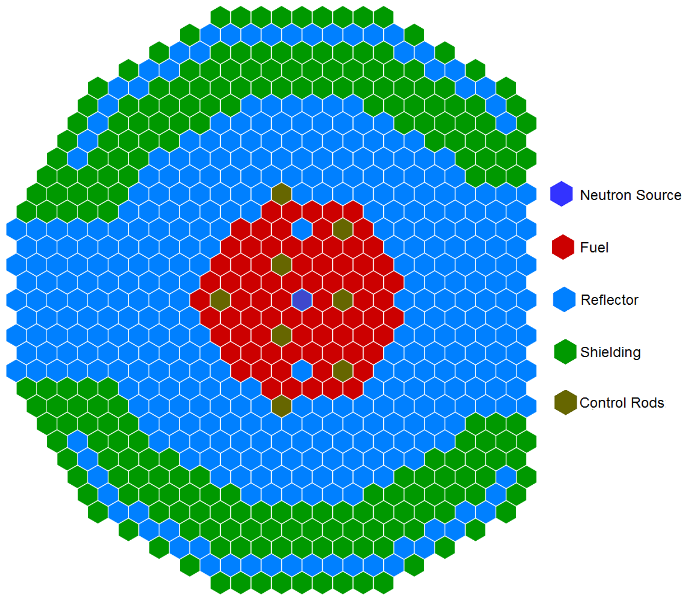 Neutron Source
Fuel
Reflector
Shielding
Control Rods